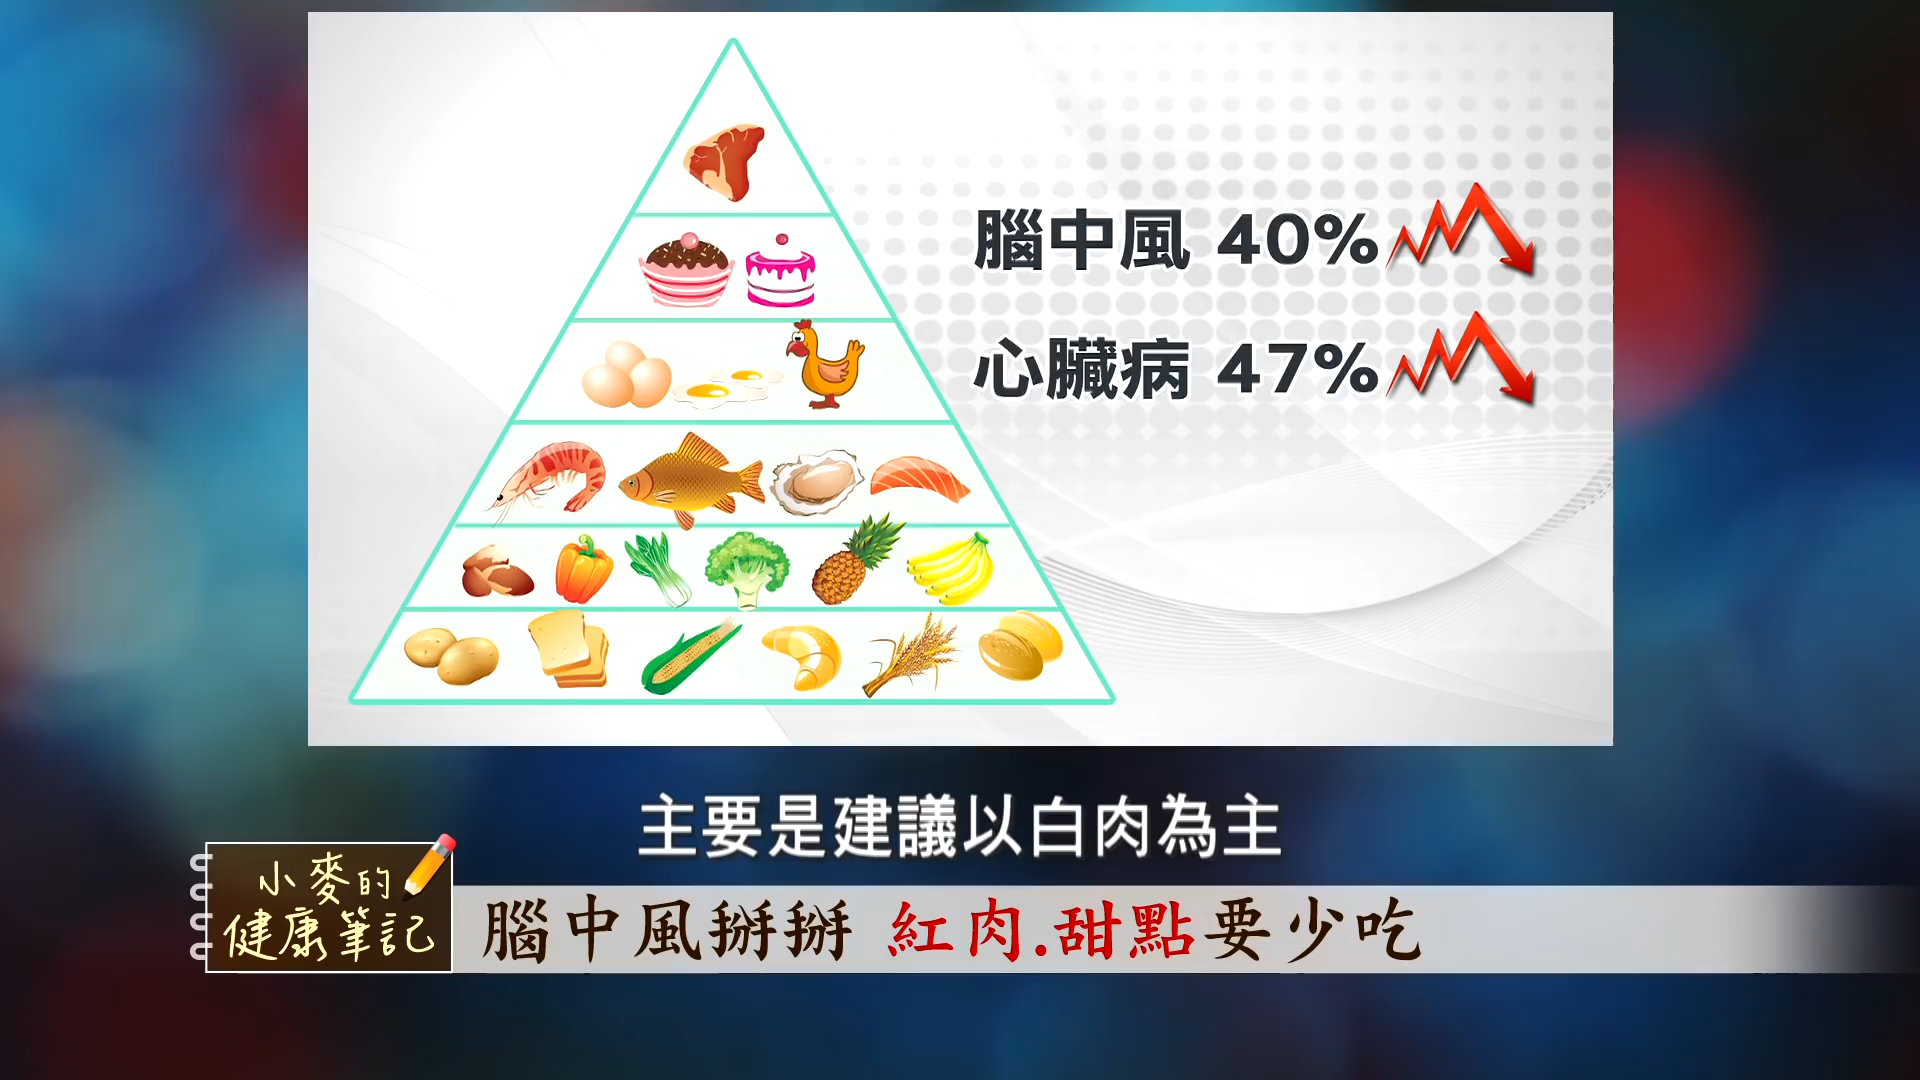 腦中風 40%
心臟病 47%
主要是建議以白肉為主
小麥的
健康筆記
腦中風掰掰 紅肉.甜點要少吃